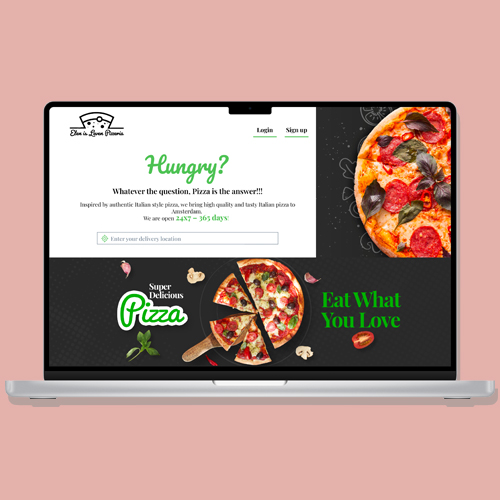 Elen is Loven Pizzeria
Login
Sign up
Hungry?
Whatever the question, Pizza is the answer!!!
Inspired by authentic Italian style pizza, we bring high quality and tasty Italian pizza to
Amsterdam.
We are open 24x7 - 365 days!
Enter your delivery location
Super
Delicious
Pizza
Eat What
You Love